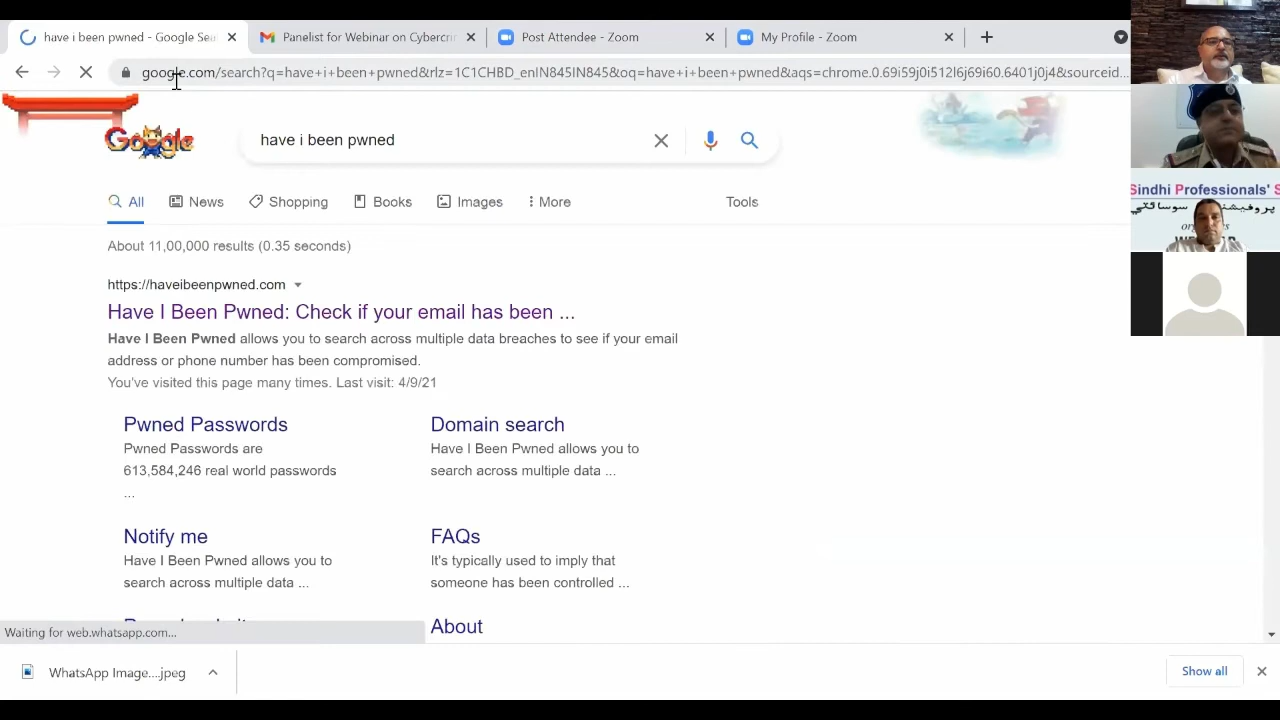 have i been pwned - Google Sea
Panelist for Webinar on Cyber
Post Attendee - Zoom
My Profile - Zoom
google.com/search?q=have+i+been+pwned&rlz=1C1CHBD_enIN845IN845&oq=have+i+been+pwned&aqs=chrome.0.69i59j0i512l6j69i60.6401j0j4&sourceid...
Google
have i been pwned
All
News
Shopping
Books
Images
More
Tools
About 11,00,000 results (0.35 seconds)
https://haveibeenpwned.com
Have I Been Pwned: Check if your email has been ...
Have I Been Pwned allows you to search across multiple data breaches to see if your email
address or phone number has been compromised.
You've visited this page many times. Last visit: 4/9/21
Pwned Passwords
Pwned Passwords are
613,584,246 real world passwords
...
Domain search
Have I Been Pwned allows you to
search across multiple data ...
Notify me
Have I Been Pwned allows you to
search across multiple data ...
FAQs
It's typically used to imply that
someone has been controlled ...
About
Waiting for web.whatsapp.com...
WhatsApp Image....jpeg
Show all
Sindhi Professionals' S
سوسائٽي